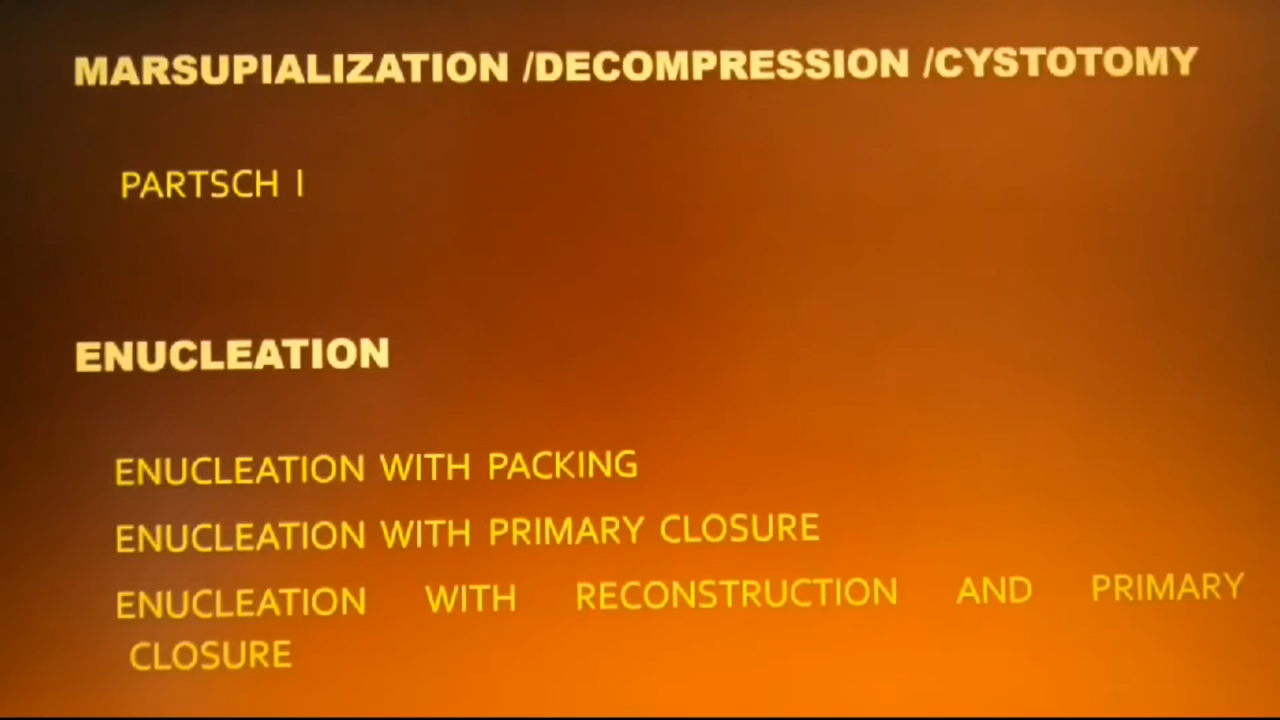 MARSUPIALIZATION /DECOMPRESSION /CYSTOTOMY
PARTSCH I
ENUCLEATION
ENUCLEATION WITH PACKING
ENUCLEATION WITH PRIMARY CLOSURE
ENUCLEATION WITH RECONSTRUCTION AND PRIMARY
CLOSURE